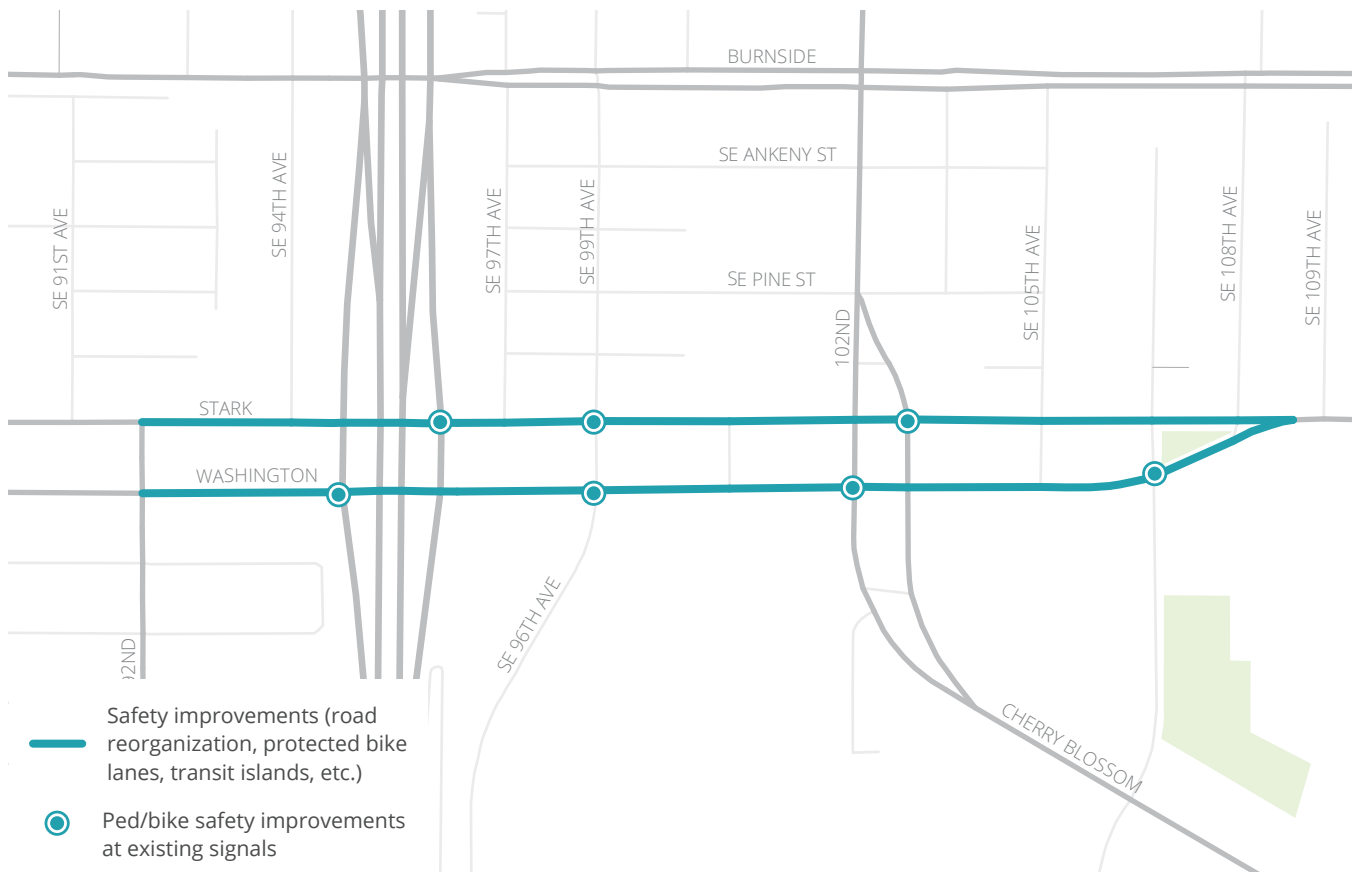 BURNSIDE
SE ANKENY ST
SE 94TH AVE
SE 91ST AVE
SE 97TH AVE
SE 99TH AVE
SE 108TH AVE
SE 109TH AVE
SE 105TH AVE
SE PINE ST
102ND
STARK
WASHINGTON
SE 96TH AVE
92ND
CHERRY BLOSSOM
Safety improvements (road
reorganization, protected bike
lanes, transit islands, etc.)
Ped/bike safety improvements
at existing signals